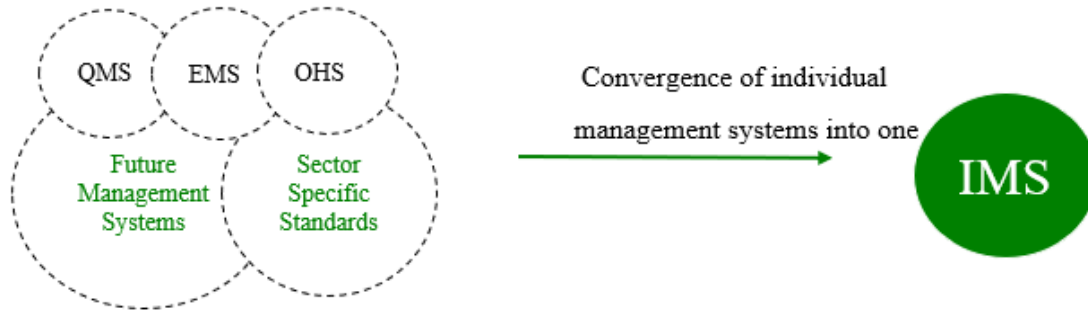 QMS
EMS
OHS
Future
Management
Systems
Sector
Specific
Standards
Convergence of individual
management systems into one
IMS